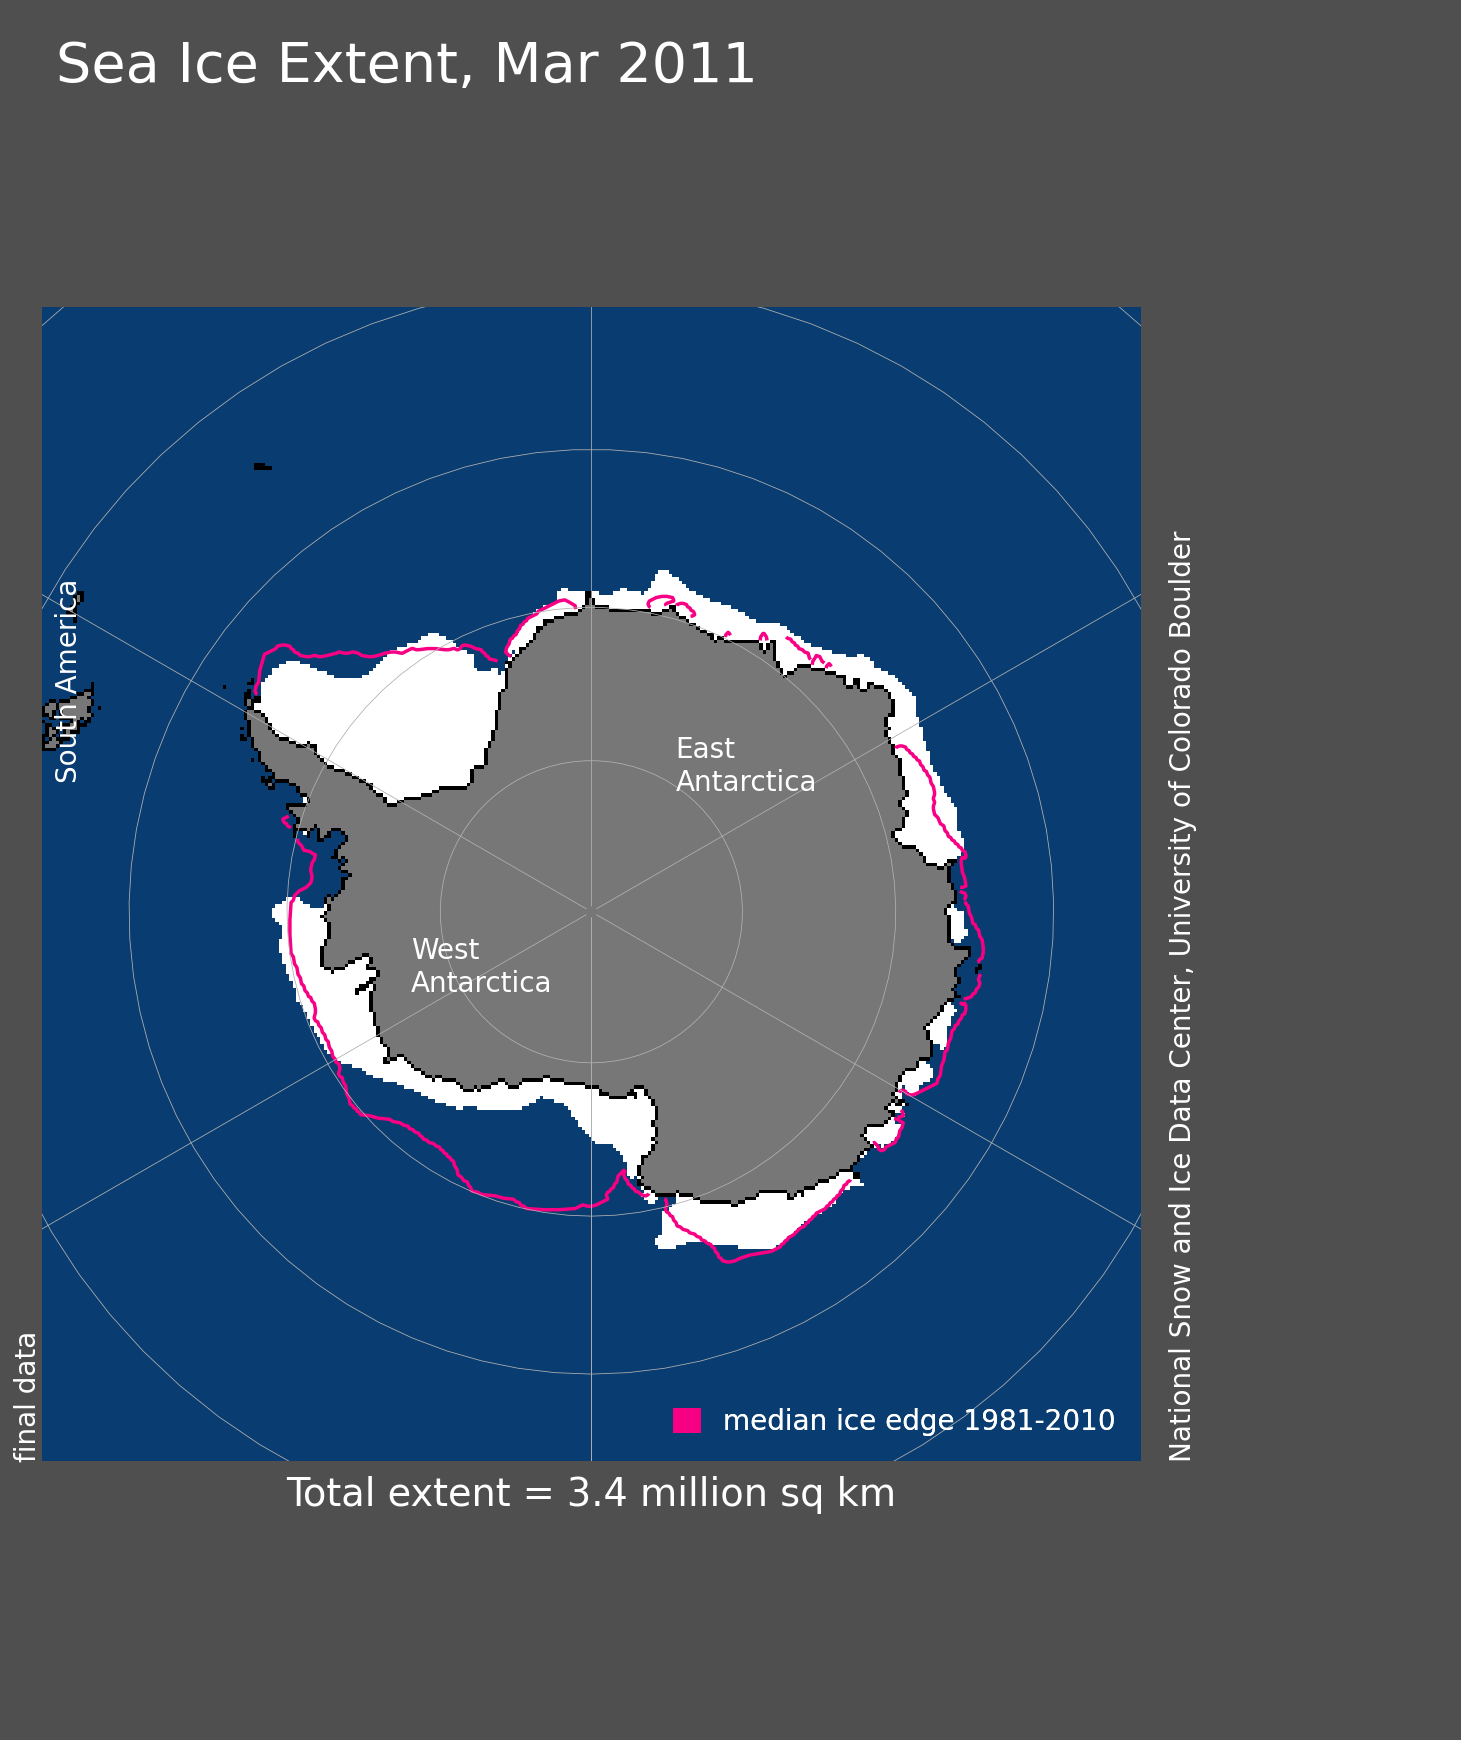 Sea Ice Extent, Mar 2011
South America
East
Antarctica
West
Antarctica
National Snow and Ice Data Center, University of Colorado Boulder
final data
median ice edge 1981-2010
Total extent = 3.4 million sq km